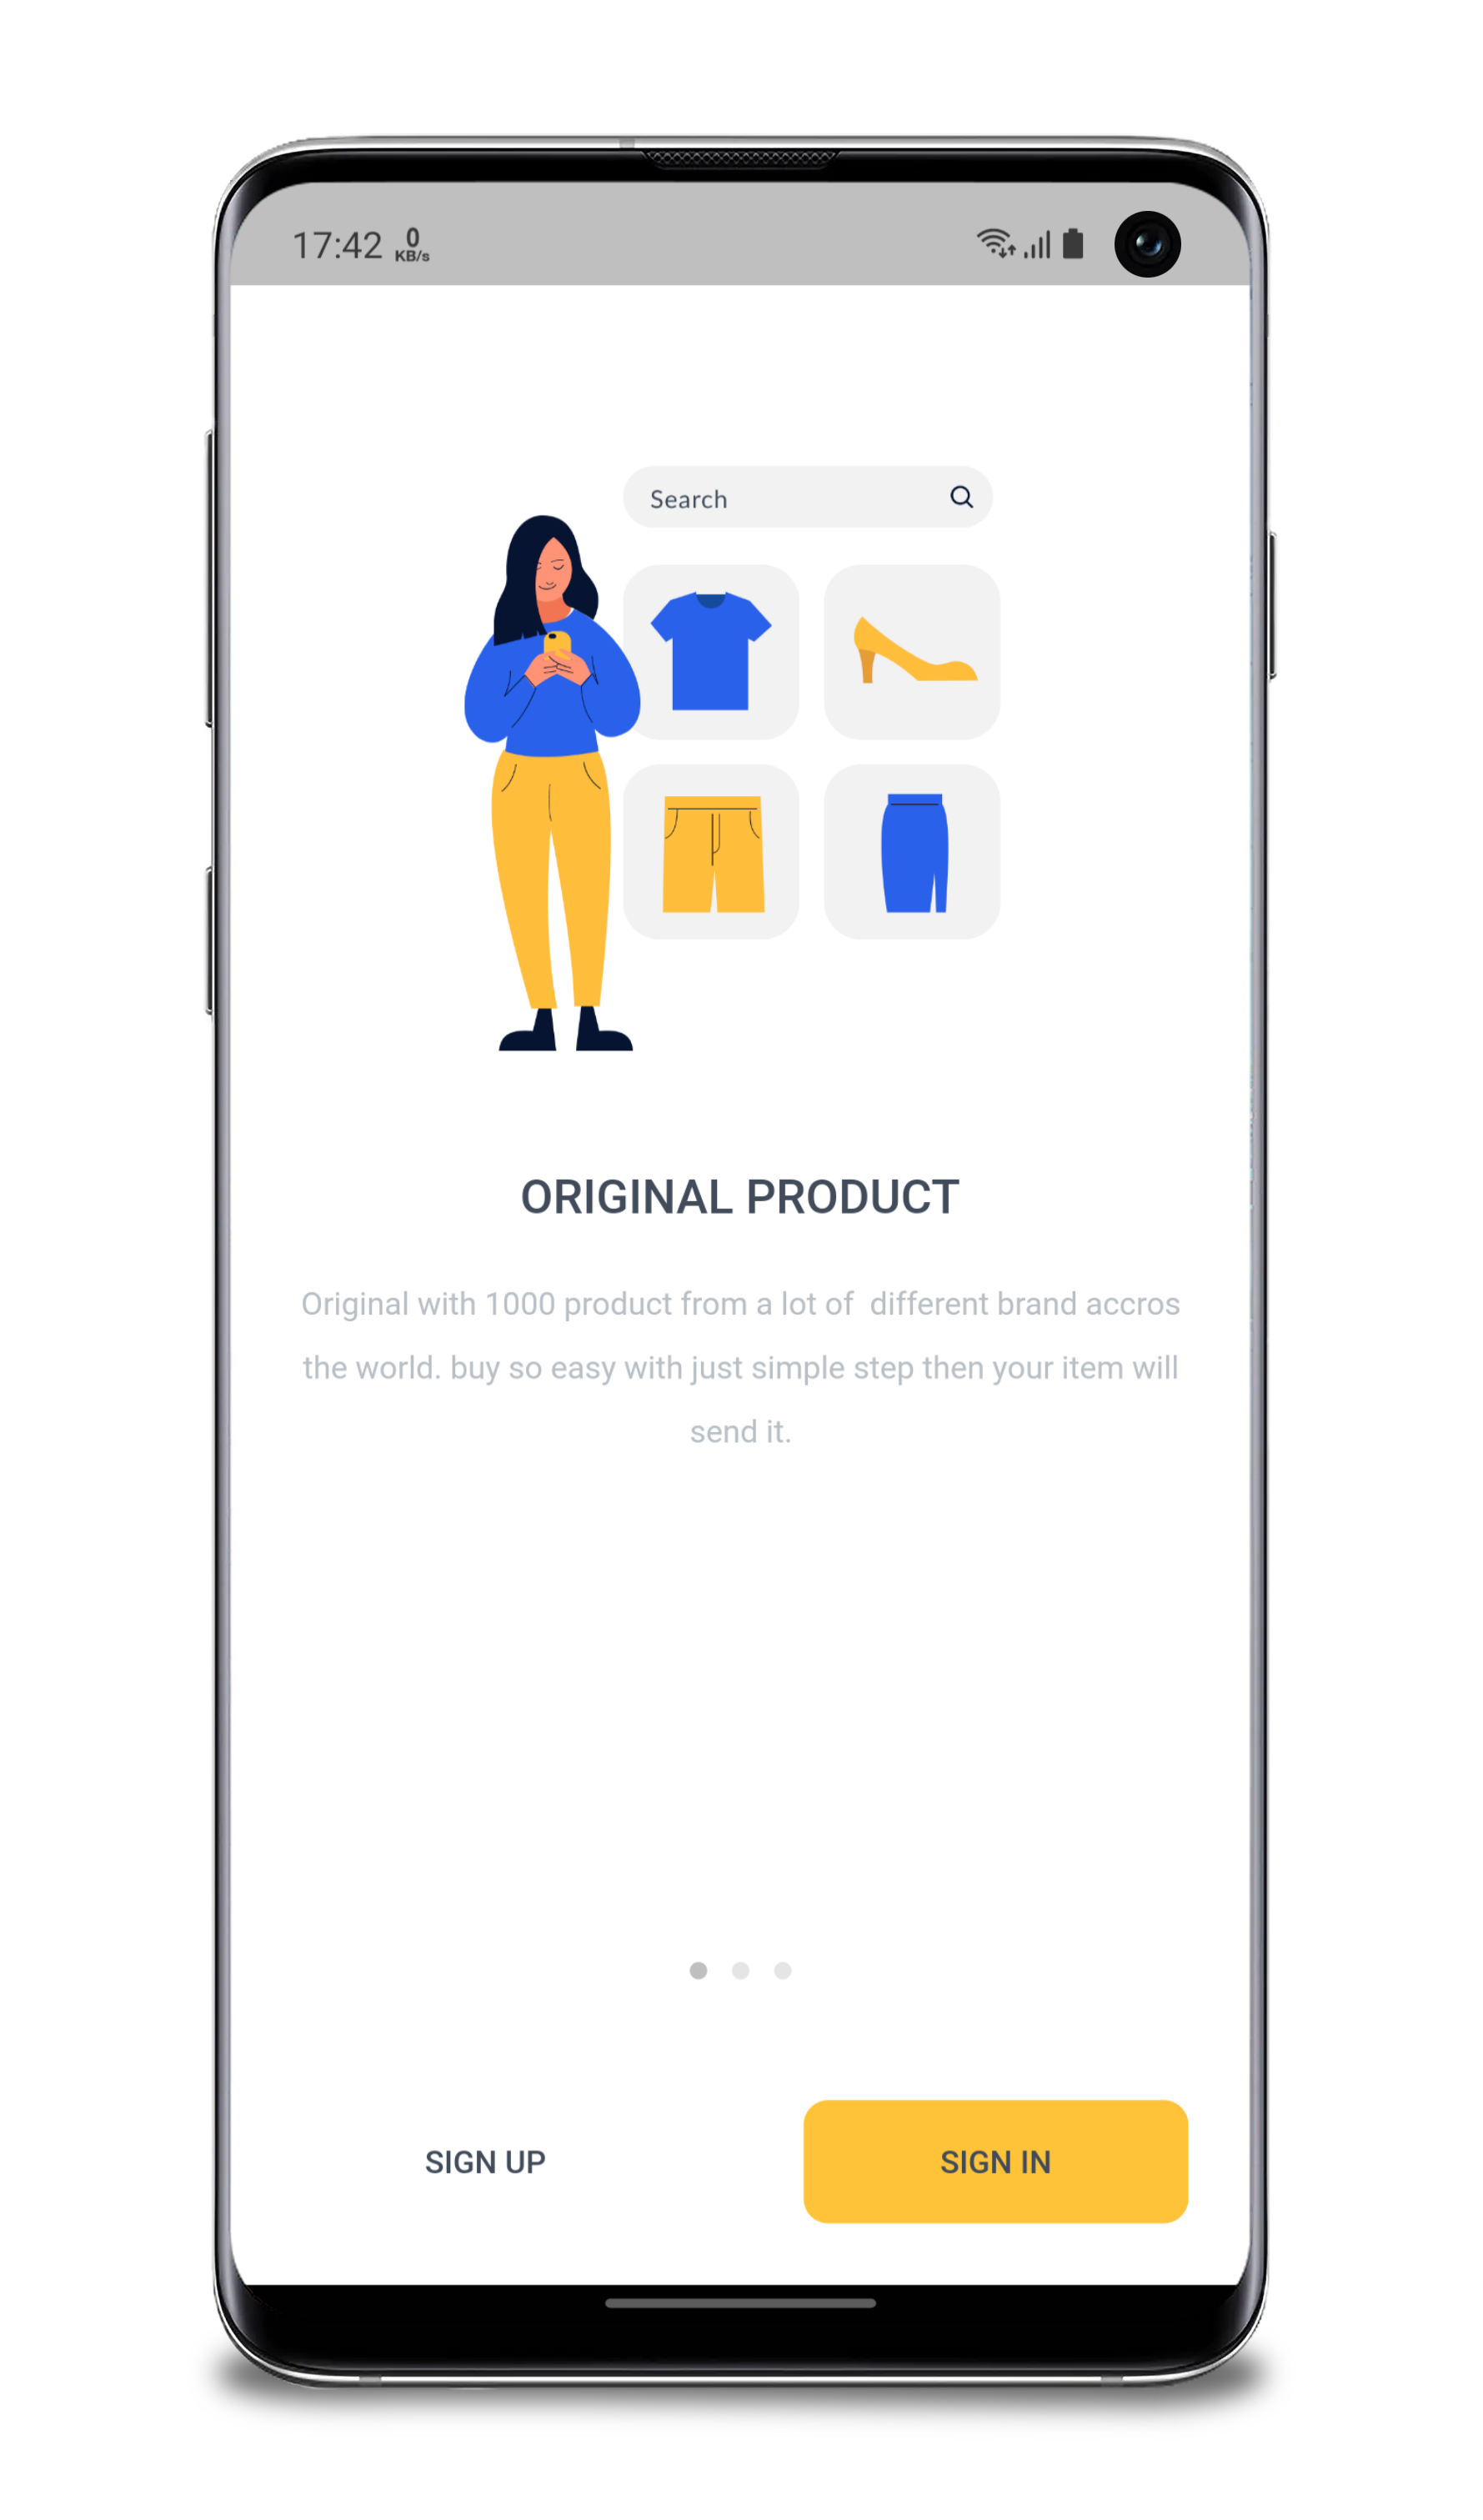 17:42 0 KB/s
Search
ORIGINAL PRODUCT
Original with 1000 product from a lot of  different brand accros
the world. buy so easy with just simple step then your item will
send it.
SIGN UP SIGN IN